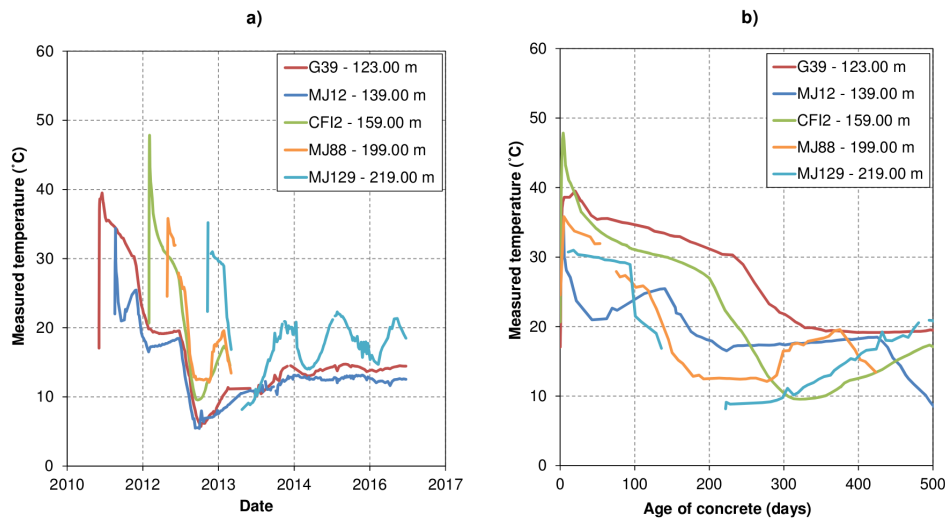 a)
Measured temperature (˚C)
60
50
40
30
20
10
0
G39 - 123.00 m
MJ12 - 139.00 m
CFI2 - 159.00 m
MJ88 - 199.00 m
MJ129 - 219.00 m
2010 2012 2013 2014 2016 2017
Date
b)
Measured temperature (˚C)
60
50
40
30
20
10
0
G39 - 123.00 m
MJ12 - 139.00 m
CFI2 - 159.00 m
MJ88 - 199.00 m
MJ129 - 219.00 m
0 100 200 300 400 500
Age of concrete (days)